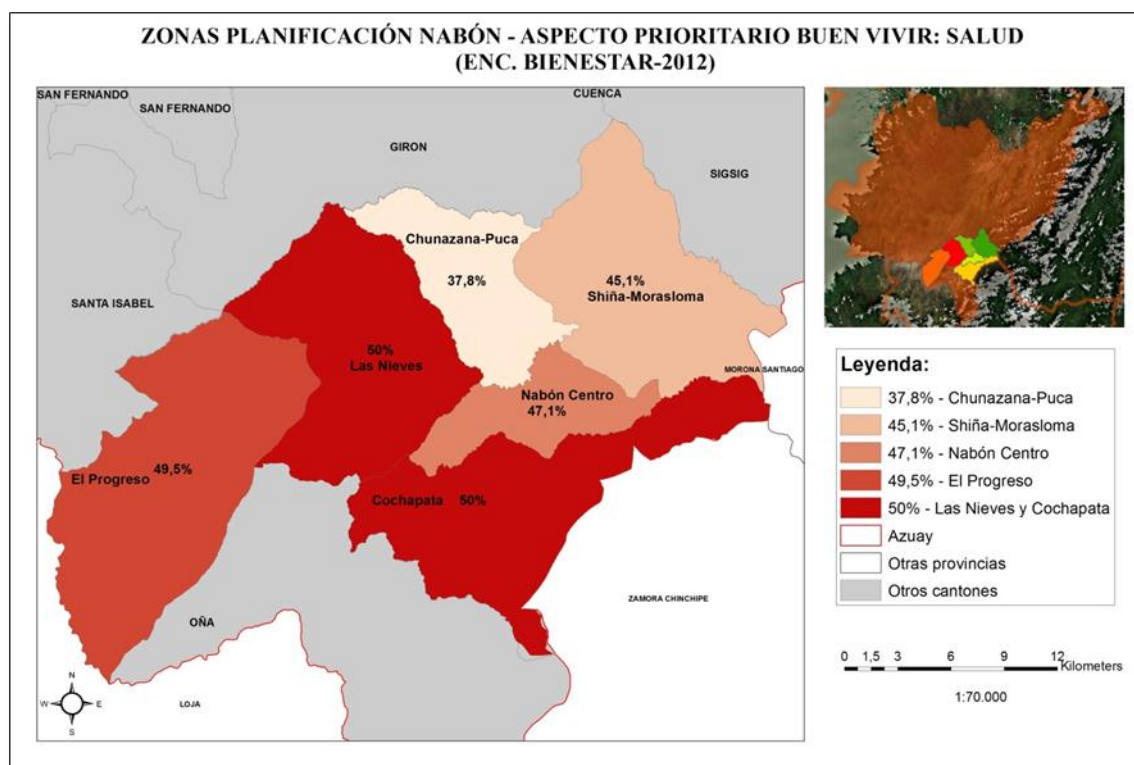 ZONAS PLANIFICACIÓN NABÓN - ASPECTO PRIORITARIO BUEN VIVIR: SALUD
(ENC. BIENESTAR-2012)
SAN FERNANDO
SAN FERNANDO
CUENCA
GIRON
SIGSIG
SANTA ISABEL
Chunazana-Puca
37,8%
45,1%
Shiña-Morasloma
50%
Las Nieves
MORONA SANTIAGO
Nabón Centro
47,1%
El Progreso 49,5%
Cochapata 50%
OÑA
ZAMORA CHINCHIPE
LOJA
N
W E
S
Leyenda:
37,8% - Chunazana-Puca
45,1% - Shiña-Morasloma
47,1% - Nabón Centro
49,5% - El Progreso
50% - Las Nieves y Cochapata
Azuay
Otras provincias
Otros cantones
0 1,5 3 6 9 12
Kilometers
1:70.000